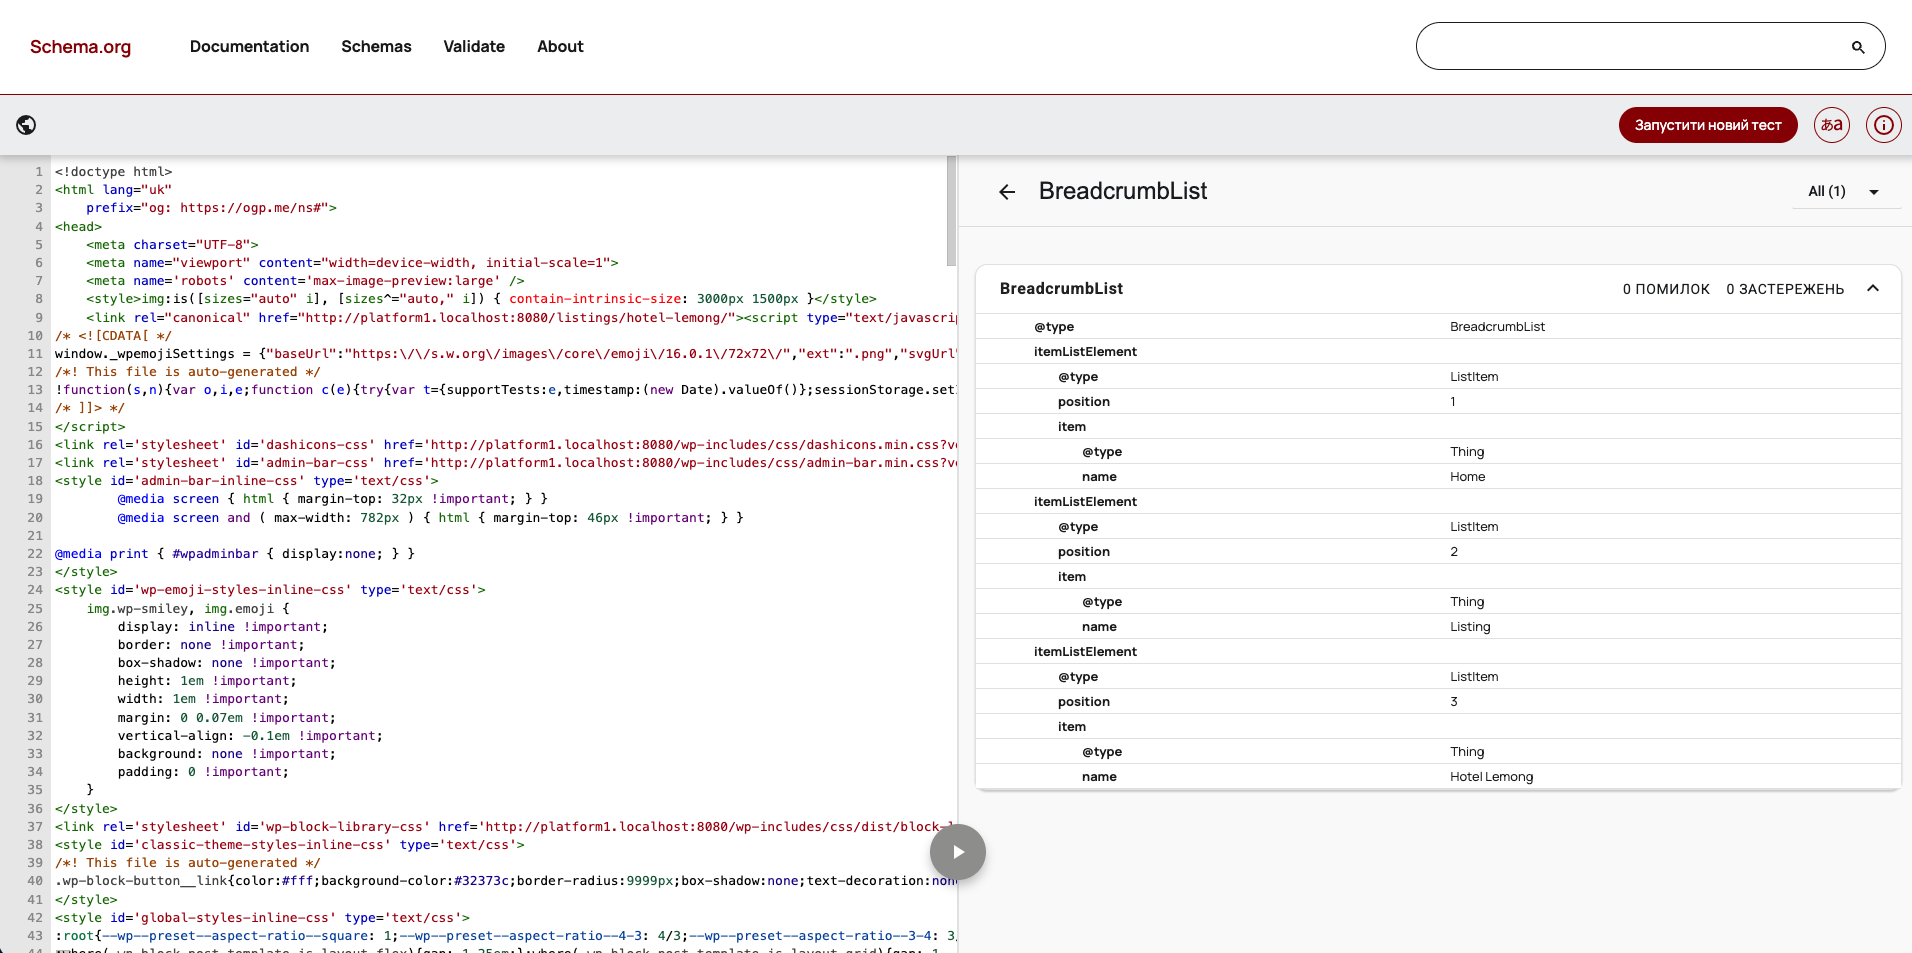 Schema.org
Documentation
Schemas
Validate
About
Запустити новий тест
あa
1 <!doctype html>
2 <html lang="uk"
3 prefix="og: https://ogp.me/ns#">
4 <head>
5 <meta charset="UTF-8">
6 <meta name="viewport" content="width=device-width, initial-scale=1">
7 <meta name='robots' content='max-image-preview:large' />
8 <style>img:is([sizes="auto" i], [sizes^="auto," i]) { contain-intrinsic-size: 3000px 1500px }</style>
9 <link rel="canonical" href="http://platform1.localhost:8080/listings/hotel-lemong/"><script type="text/javascrip
10 /* <![CDATA[ */
11 window._wpemojiSettings = {"baseUrl":"https:\/\/s.w.org\/images\/core\/emoji\/16.0.1\/72x72\/","ext":".png","svgUrl"
12 /*! This file is auto-generated */
13 !function(s,n){var o,i,e;function c(e){try{var t={supportTests:e,timestamp:(new Date).valueOf()};sessionStorage.setI
14 /* ]]> */
15 </script>
16 <link rel='stylesheet' id='dashicons-css' href='http://platform1.localhost:8080/wp-includes/css/dashicons.min.css?ve
17 <link rel='stylesheet' id='admin-bar-css' href='http://platform1.localhost:8080/wp-includes/css/admin-bar.min.css?ve
18 <style id='admin-bar-inline-css' type='text/css'>
19 @media screen { html { margin-top: 32px !important; } }
20 @media screen and ( max-width: 782px ) { html { margin-top: 46px !important; } }
21
22 @media print { #wpadminbar { display:none; } }
23 </style>
24 <style id='wp-emoji-styles-inline-css' type='text/css'>
25 img.wp-smiley, img.emoji {
26 display: inline !important;
27 border: none !important;
28 box-shadow: none !important;
29 height: 1em !important;
30 width: 1em !important;
31 margin: 0 0.07em !important;
32 vertical-align: -0.1em !important;
33 background: none !important;
34 padding: 0 !important;
35 }
36 </style>
37 <link rel='stylesheet' id='wp-block-library-css' href='http://platform1.localhost:8080/wp-includes/css/dist/block-l
38 <style id='classic-theme-styles-inline-css' type='text/css'>
39 /*! This file is auto-generated */
40 .wp-block-button__link{color:#fff;background-color:#32373c;border-radius:9999px;box-shadow:none;text-decoration:non
41 </style>
42 <style id='global-styles-inline-css' type='text/css'>
43 :root{--wp--preset--aspect-ratio--square: 1;--wp--preset--aspect-ratio--4-3: 4/3;--wp--preset--aspect-ratio--3-4: 3,
BreadcrumbList
All (1)
BreadcrumbList 0 ПОМИЛОК 0 ЗАСТЕРЕЖЕНЬ
@type BreadcrumbList
itemListElement
@type ListItem
position 1
item
@type Thing
name Home
itemListElement
@type ListItem
position 2
item
@type Thing
name Listing
itemListElement
@type ListItem
position 3
item
@type Thing
name Hotel Lemong